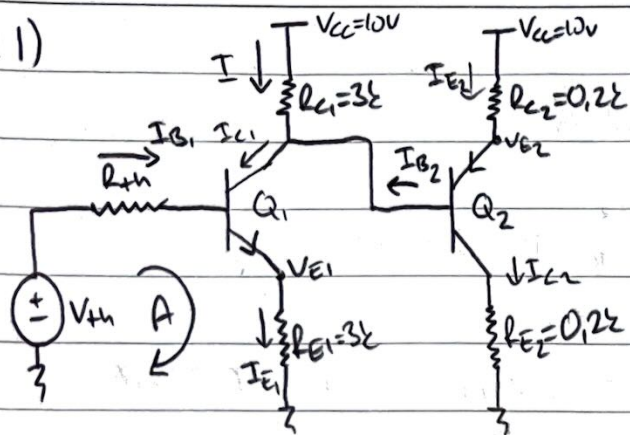 1)
Vcc=10V
Vcc=10V
I
RC1=3k
IE2
RC2=0,2k
IB1
IC1
VE2
Rth
IB2
Q1
Q2
VE1
IC2
Vth
A
RE1=3k
RE2=0,2k
IE1